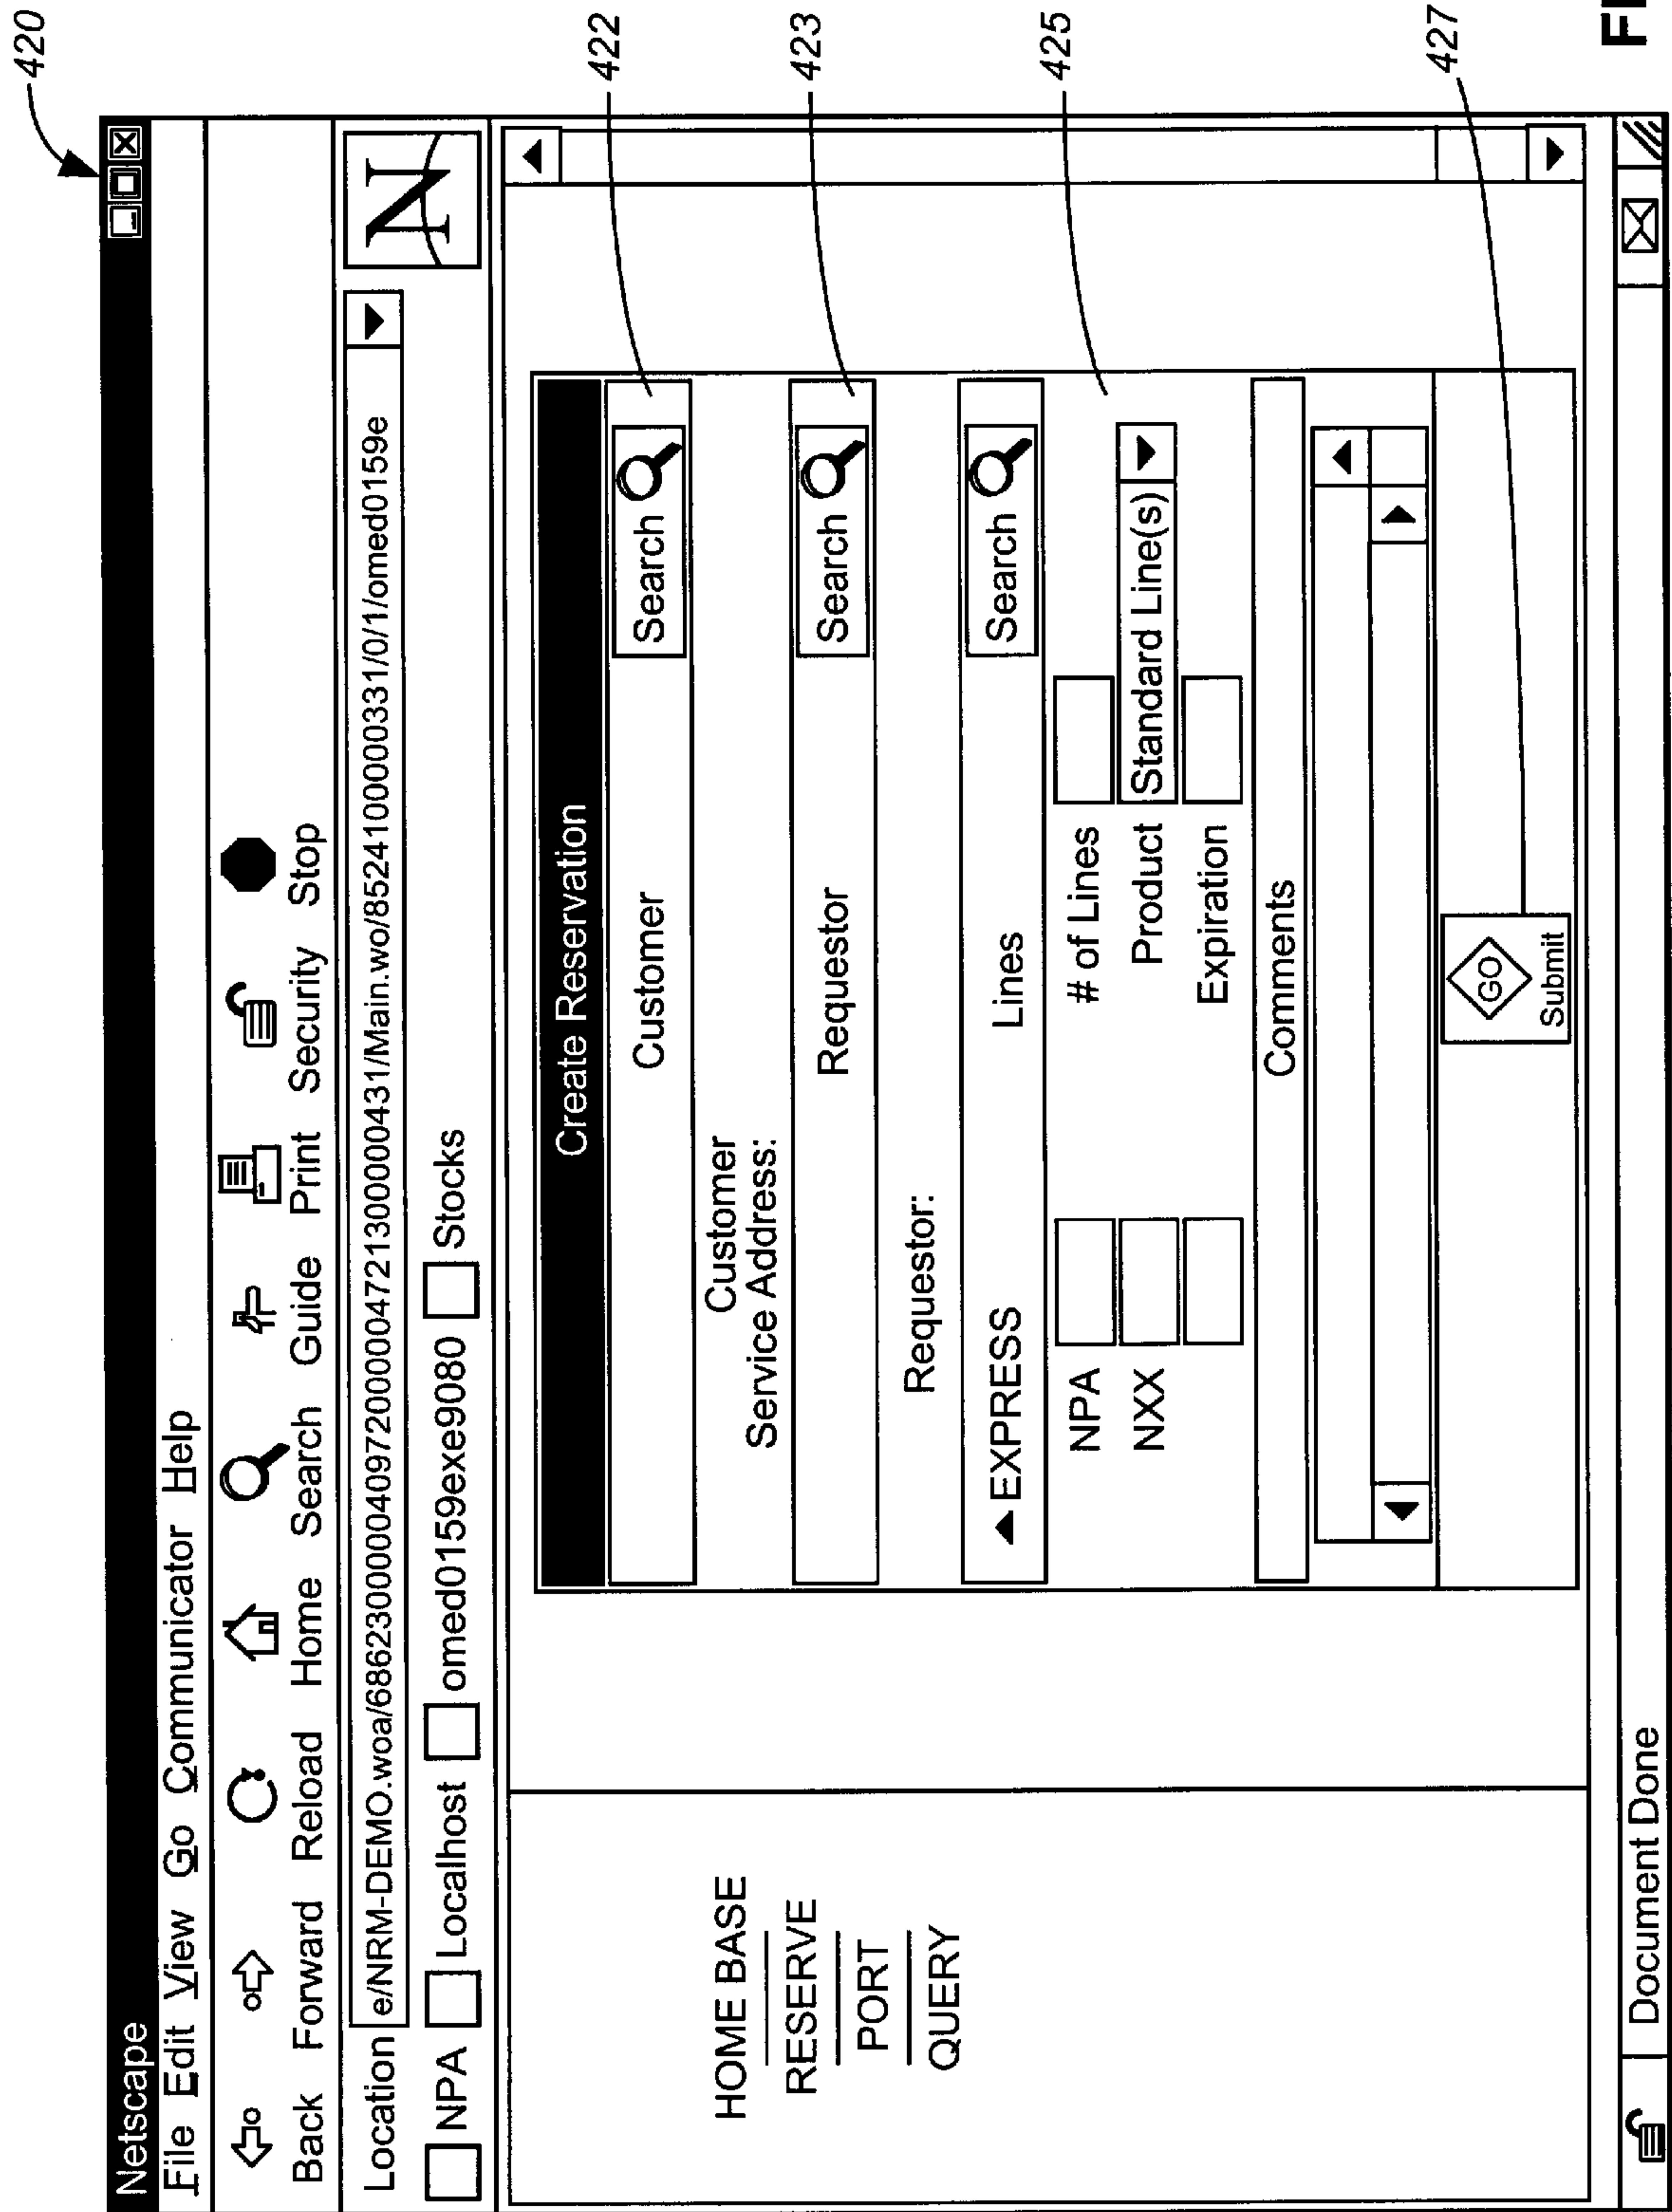 420
Netscape
File Edit View Go Communicator Help
Back Forward Reload Home Search Guide Print Security Stop
Location e/NRM-DEMO.woa/68623000004097200000472130000431/Main.wo/852410000331/0/1/omed0159e
N
NPA Localhost omed0159exe9080 Stocks
HOME BASE
RESERVE
PORT
QUERY
Create Reservation
Customer Search
422
Customer
Service Address:
Requestor Search
423
Requestor:
EXPRESS Lines Search
425
NPA # of Lines
NXX Product Standard Line(s)
Expiration
Comments
GO
Submit
427
Document Done